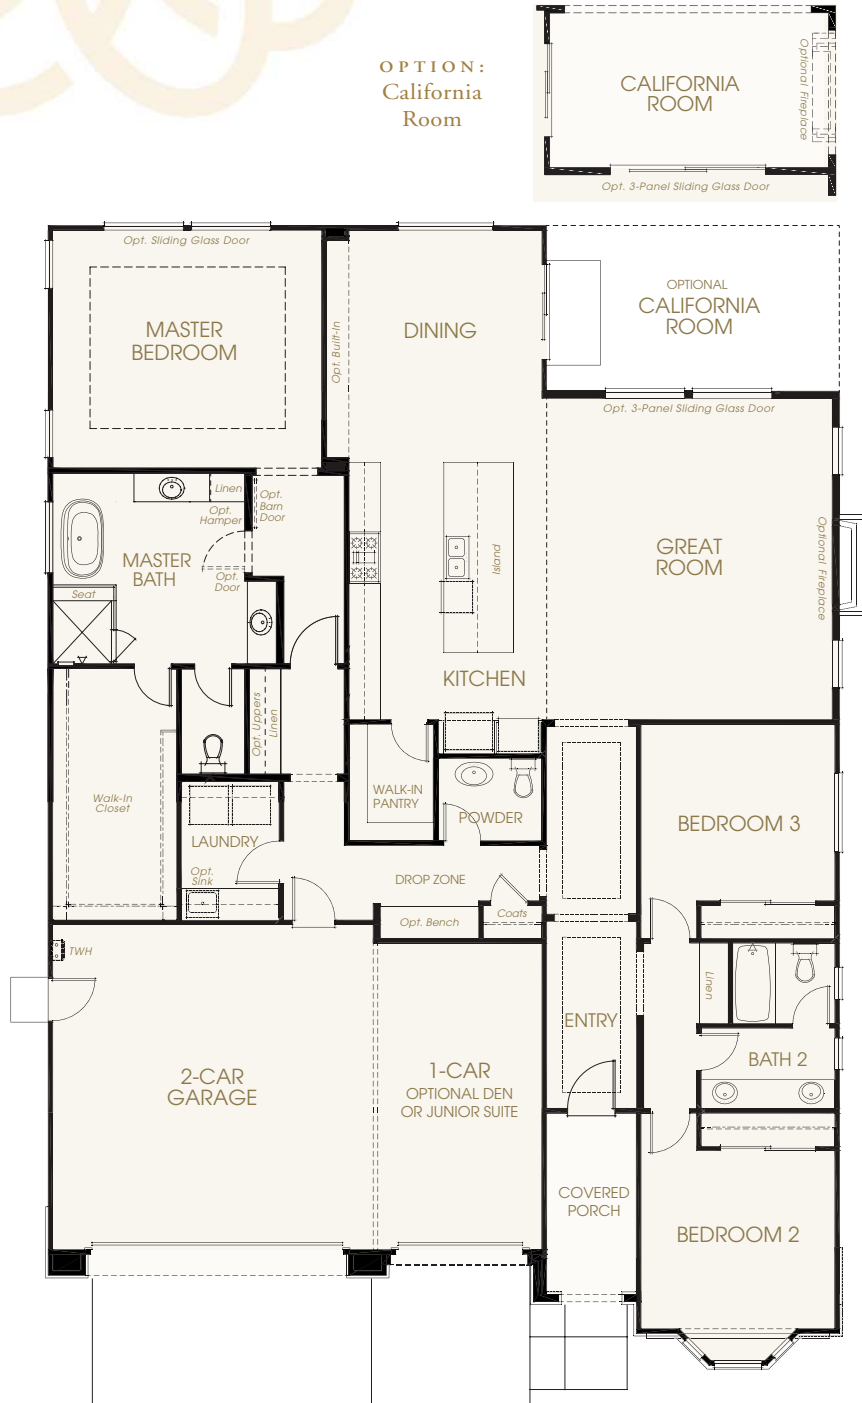 OPTION:
California
Room
CALIFORNIA
ROOM
Optional Fireplace
Opt. 3-Panel Sliding Glass Door
Opt. Sliding Glass Door
MASTER
BEDROOM
Opt. Built-In
DINING
OPTIONAL
CALIFORNIA
ROOM
Opt. 3-Panel Sliding Glass Door
Linen
Opt.
Hamper
Opt.
Barn
Door
MASTER
BATH
Opt.
Door
Seat
Island
GREAT
ROOM
Optional Fireplace
KITCHEN
Opt. Uppers
Linen
Walk-In
Closet
WALK-IN
PANTRY
POWDER
LAUNDRY
Opt.
Sink
DROP ZONE
Opt. Bench
Coats
BEDROOM 3
TWH
Linen
ENTRY
BATH 2
2-CAR
GARAGE
1-CAR
OPTIONAL DEN
OR JUNIOR SUITE
COVERED
PORCH
BEDROOM 2